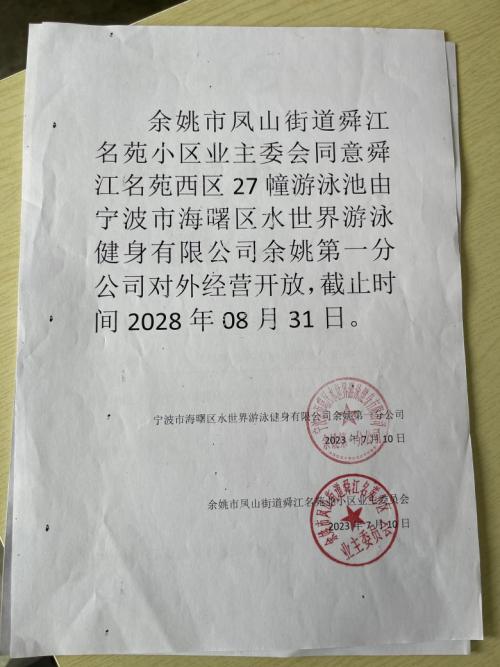 余姚市凤山街道舜江
名苑小区业主委会同意舜
江名苑西区 27 幢游泳池由
宁波市海曙区水世界游泳
健身有限公司余姚第一分
公司对外经营开放，截止时
间 2028 年 08 月 31 日。
宁波市海曙区水世界游泳健身有限公司余姚第一分公司
2023 年 7 月 10 日
余姚市凤山街道舜江名苑小区业主委员会
2023 年 7 月 10 日
业主委员会